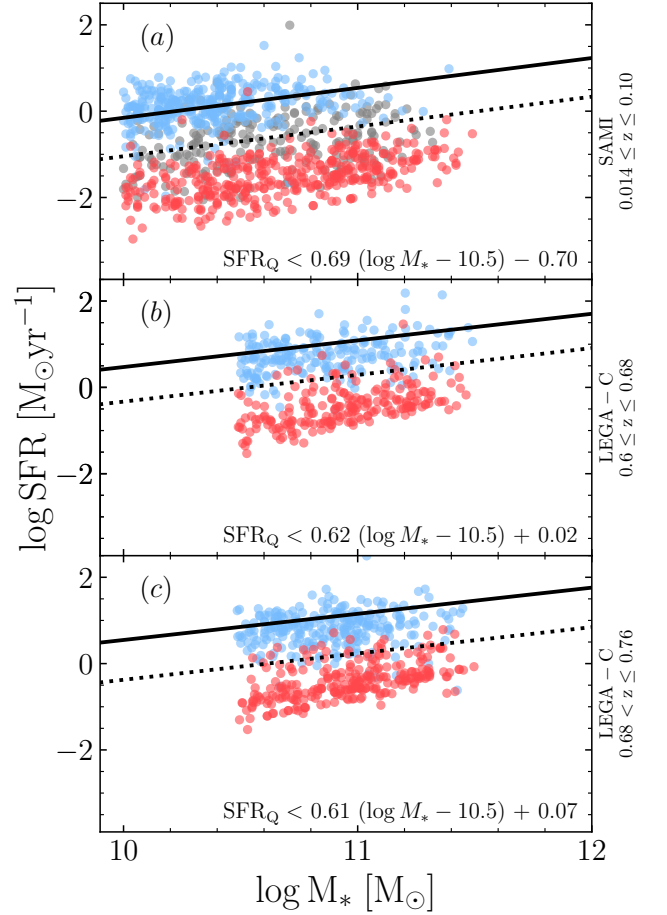 (a)
2
0
−2
SFR_Q < 0.69 (log M_* − 10.5) − 0.70
SAMI
0.014 ≤ z ≤ 0.10
(b)
2
0
−2
SFR_Q < 0.62 (log M_* − 10.5) + 0.02
LEGA − C
0.6 ≤ z ≤ 0.68
(c)
2
0
−2
SFR_Q < 0.61 (log M_* − 10.5) + 0.07
LEGA − C
0.68 < z ≤ 0.76
log SFR [M_⊙yr^{−1}]
10
11
12
log M_* [M_⊙]